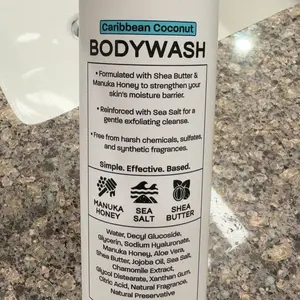 Caribbean Coconut
BODYWASH
• Formulated with Shea Butter &
Manuka Honey to strengthen your
skin's moisture barrier.
• Reinforced with Sea Salt for a
gentle exfoliating cleanse.
• Free from harsh chemicals, sulfates,
and synthetic fragrances.
Simple. Effective. Based.
MANUKA HONEY
SEA SALT
SHEA BUTTER
Water, Decyl Glucoside,
Glycerin, Sodium Hyaluronate,
Manuka Honey, Aloe Vera,
Shea Butter, Jojoba Oil, Sea Salt,
Chamomile Extract,
Glycol Distearate, Xanthan Gum,
Citric Acid, Natural Fragrance,
Natural Preservative